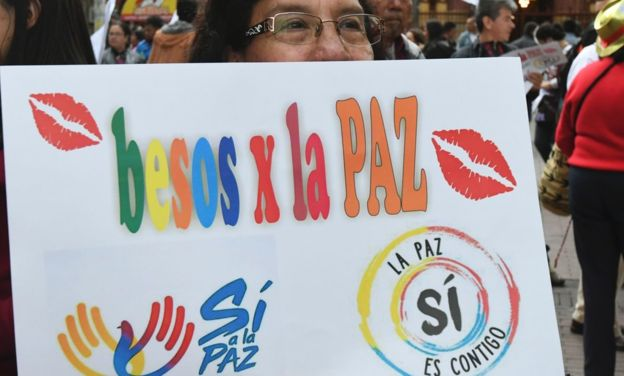 besos x la PAZ
Sí
a la
PAZ
LA PAZ
SÍ
ES CONTIGO